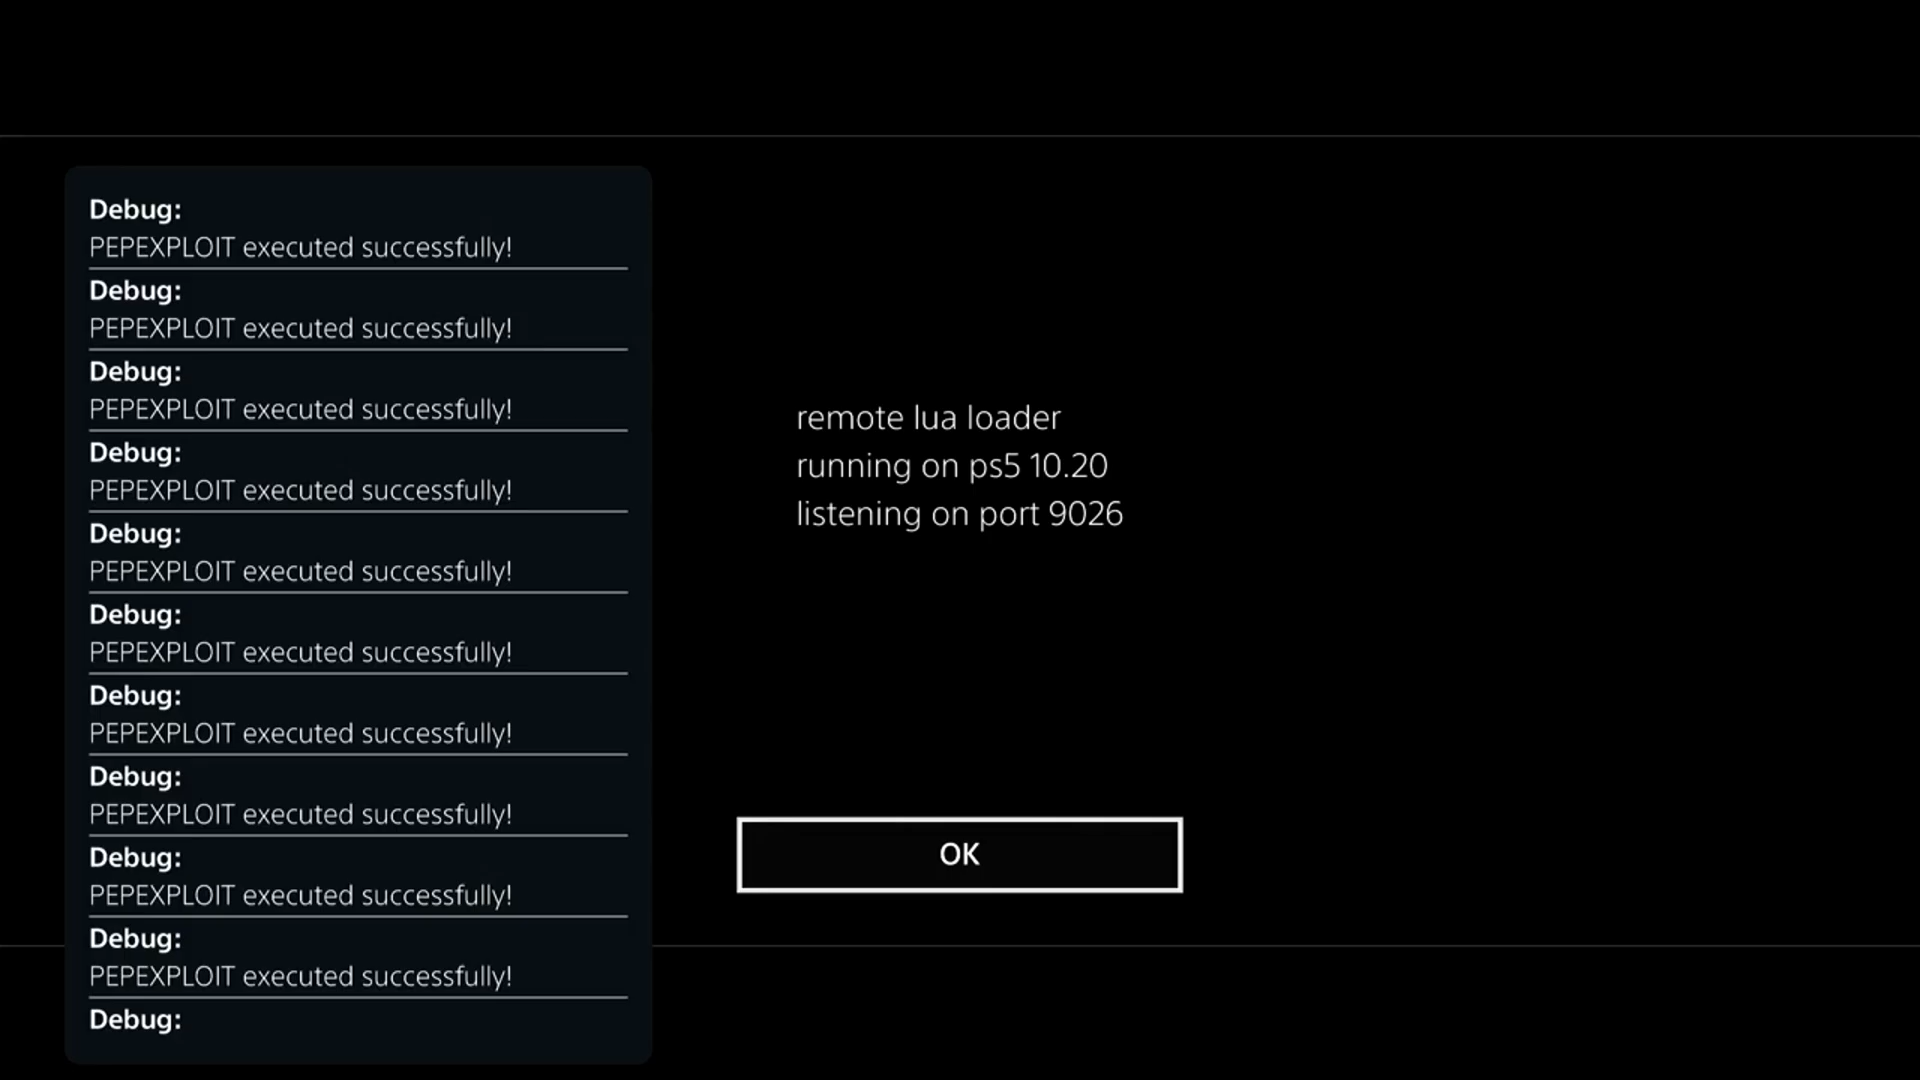 Debug:
PEPEXPLOIT executed successfully!
Debug:
PEPEXPLOIT executed successfully!
Debug:
PEPEXPLOIT executed successfully!
Debug:
PEPEXPLOIT executed successfully!
Debug:
PEPEXPLOIT executed successfully!
Debug:
PEPEXPLOIT executed successfully!
Debug:
PEPEXPLOIT executed successfully!
Debug:
PEPEXPLOIT executed successfully!
Debug:
PEPEXPLOIT executed successfully!
Debug:
PEPEXPLOIT executed successfully!
Debug:
remote lua loader
running on ps5 10.20
listening on port 9026
OK